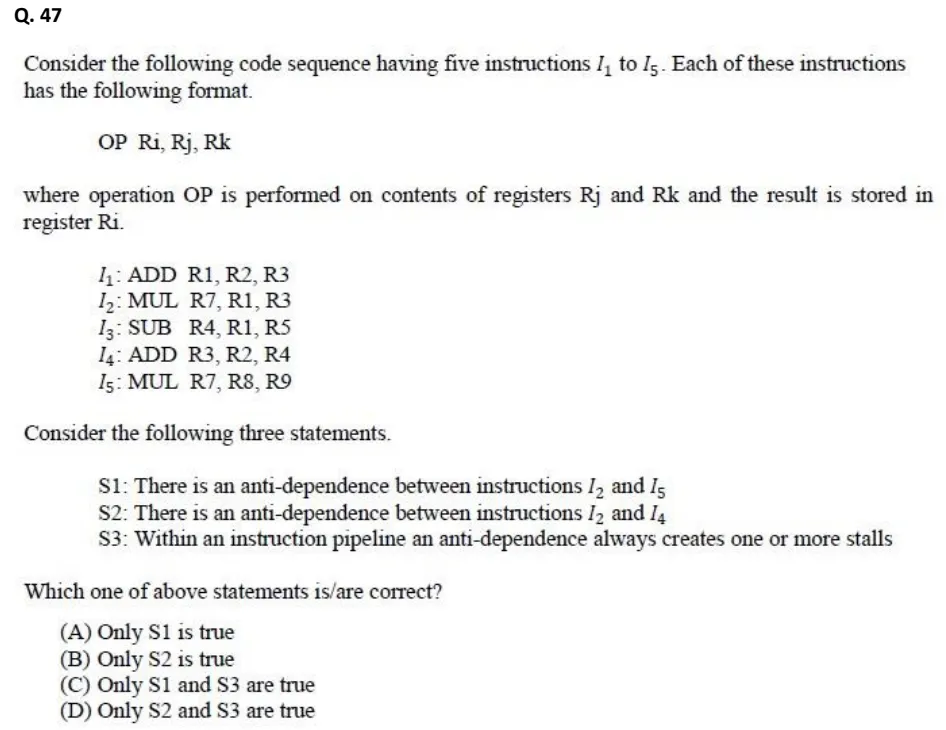 Q. 47
Consider the following code sequence having five instructions I₁ to I₅. Each of these instructions
has the following format.
OP Ri, Rj, Rk
where operation OP is performed on contents of registers Rj and Rk and the result is stored in
register Ri.
I₁: ADD R1, R2, R3
I₂: MUL R7, R1, R3
I₃: SUB R4, R1, R5
I₄: ADD R3, R2, R4
I₅: MUL R7, R8, R9
Consider the following three statements.
S1: There is an anti-dependence between instructions I₂ and I₅
S2: There is an anti-dependence between instructions I₂ and I₄
S3: Within an instruction pipeline an anti-dependence always creates one or more stalls
Which one of above statements is/are correct?
(A) Only S1 is true
(B) Only S2 is true
(C) Only S1 and S3 are true
(D) Only S2 and S3 are true